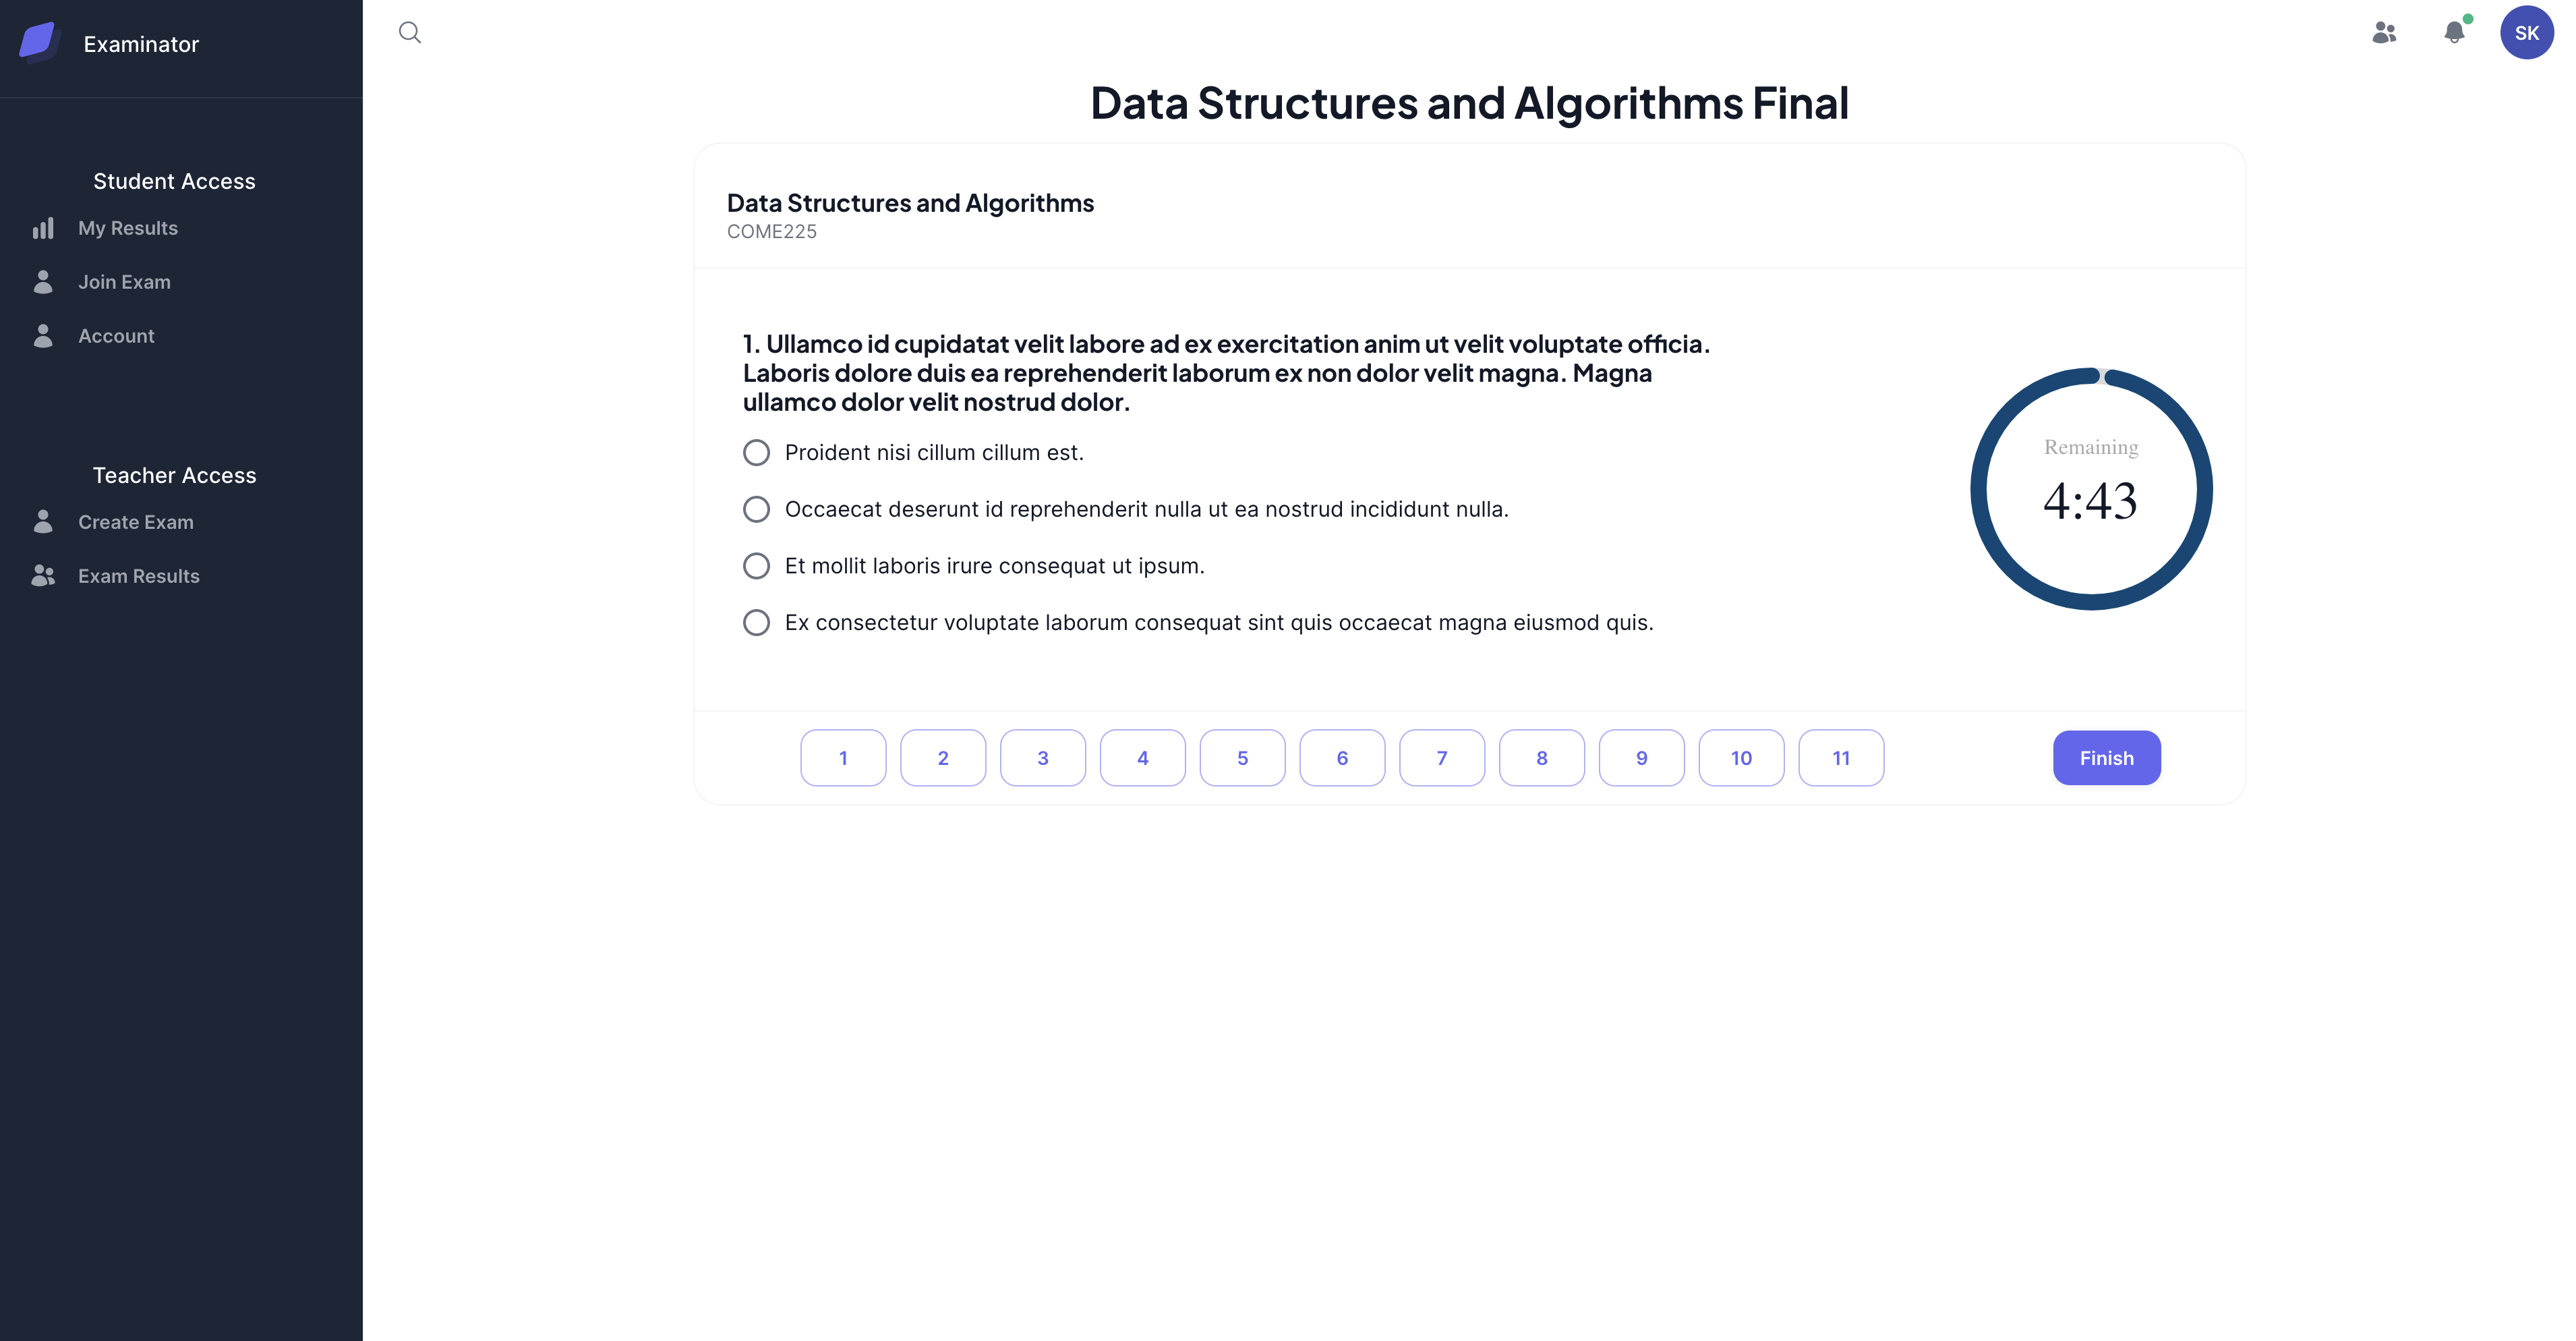 Examinator
Student Access
My Results
Join Exam
Account
Teacher Access
Create Exam
Exam Results
SK
Data Structures and Algorithms Final
Data Structures and Algorithms
COME225
1. Ullamco id cupidatat velit labore ad ex exercitation anim ut velit voluptate officia.
Laboris dolore duis ea reprehenderit laborum ex non dolor velit magna. Magna
ullamco dolor velit nostrud dolor.
Proident nisi cillum cillum est.
Occaecat deserunt id reprehenderit nulla ut ea nostrud incididunt nulla.
Et mollit laboris irure consequat ut ipsum.
Ex consectetur voluptate laborum consequat sint quis occaecat magna eiusmod quis.
Remaining
4:43
1 2 3 4 5 6 7 8 9 10 11 Finish